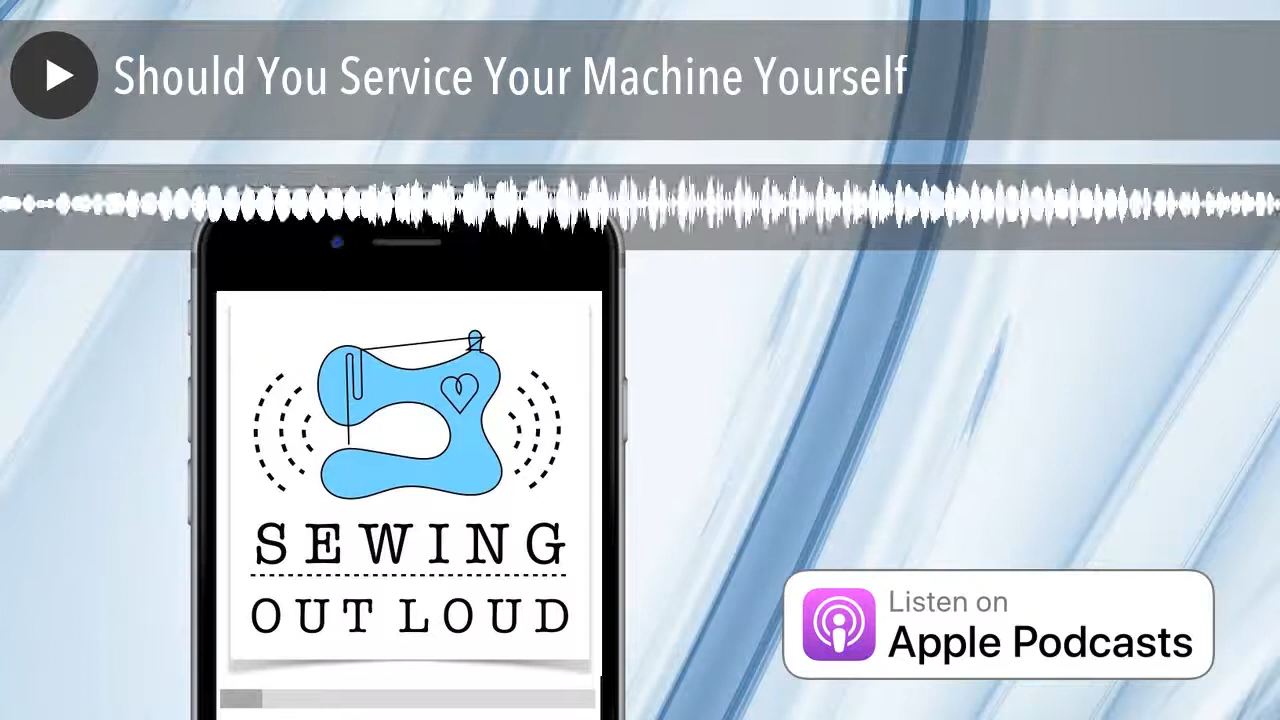 Should You Service Your Machine Yourself
SEWING
OUT LOUD
Listen on
Apple Podcasts